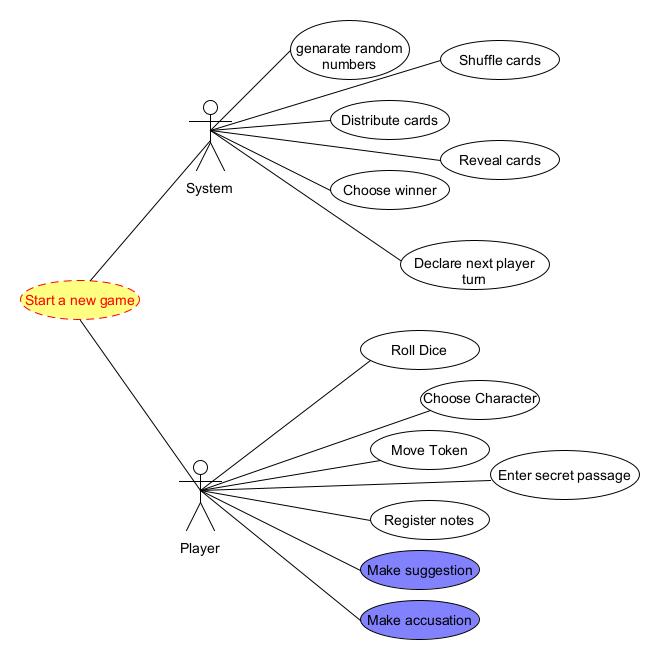 genarate random
numbers
Shuffle cards
Distribute cards
Reveal cards
System
Choose winner
Declare next player
turn
Start a new game
Roll Dice
Choose Character
Move Token
Enter secret passage
Register notes
Player
Make suggestion
Make accusation